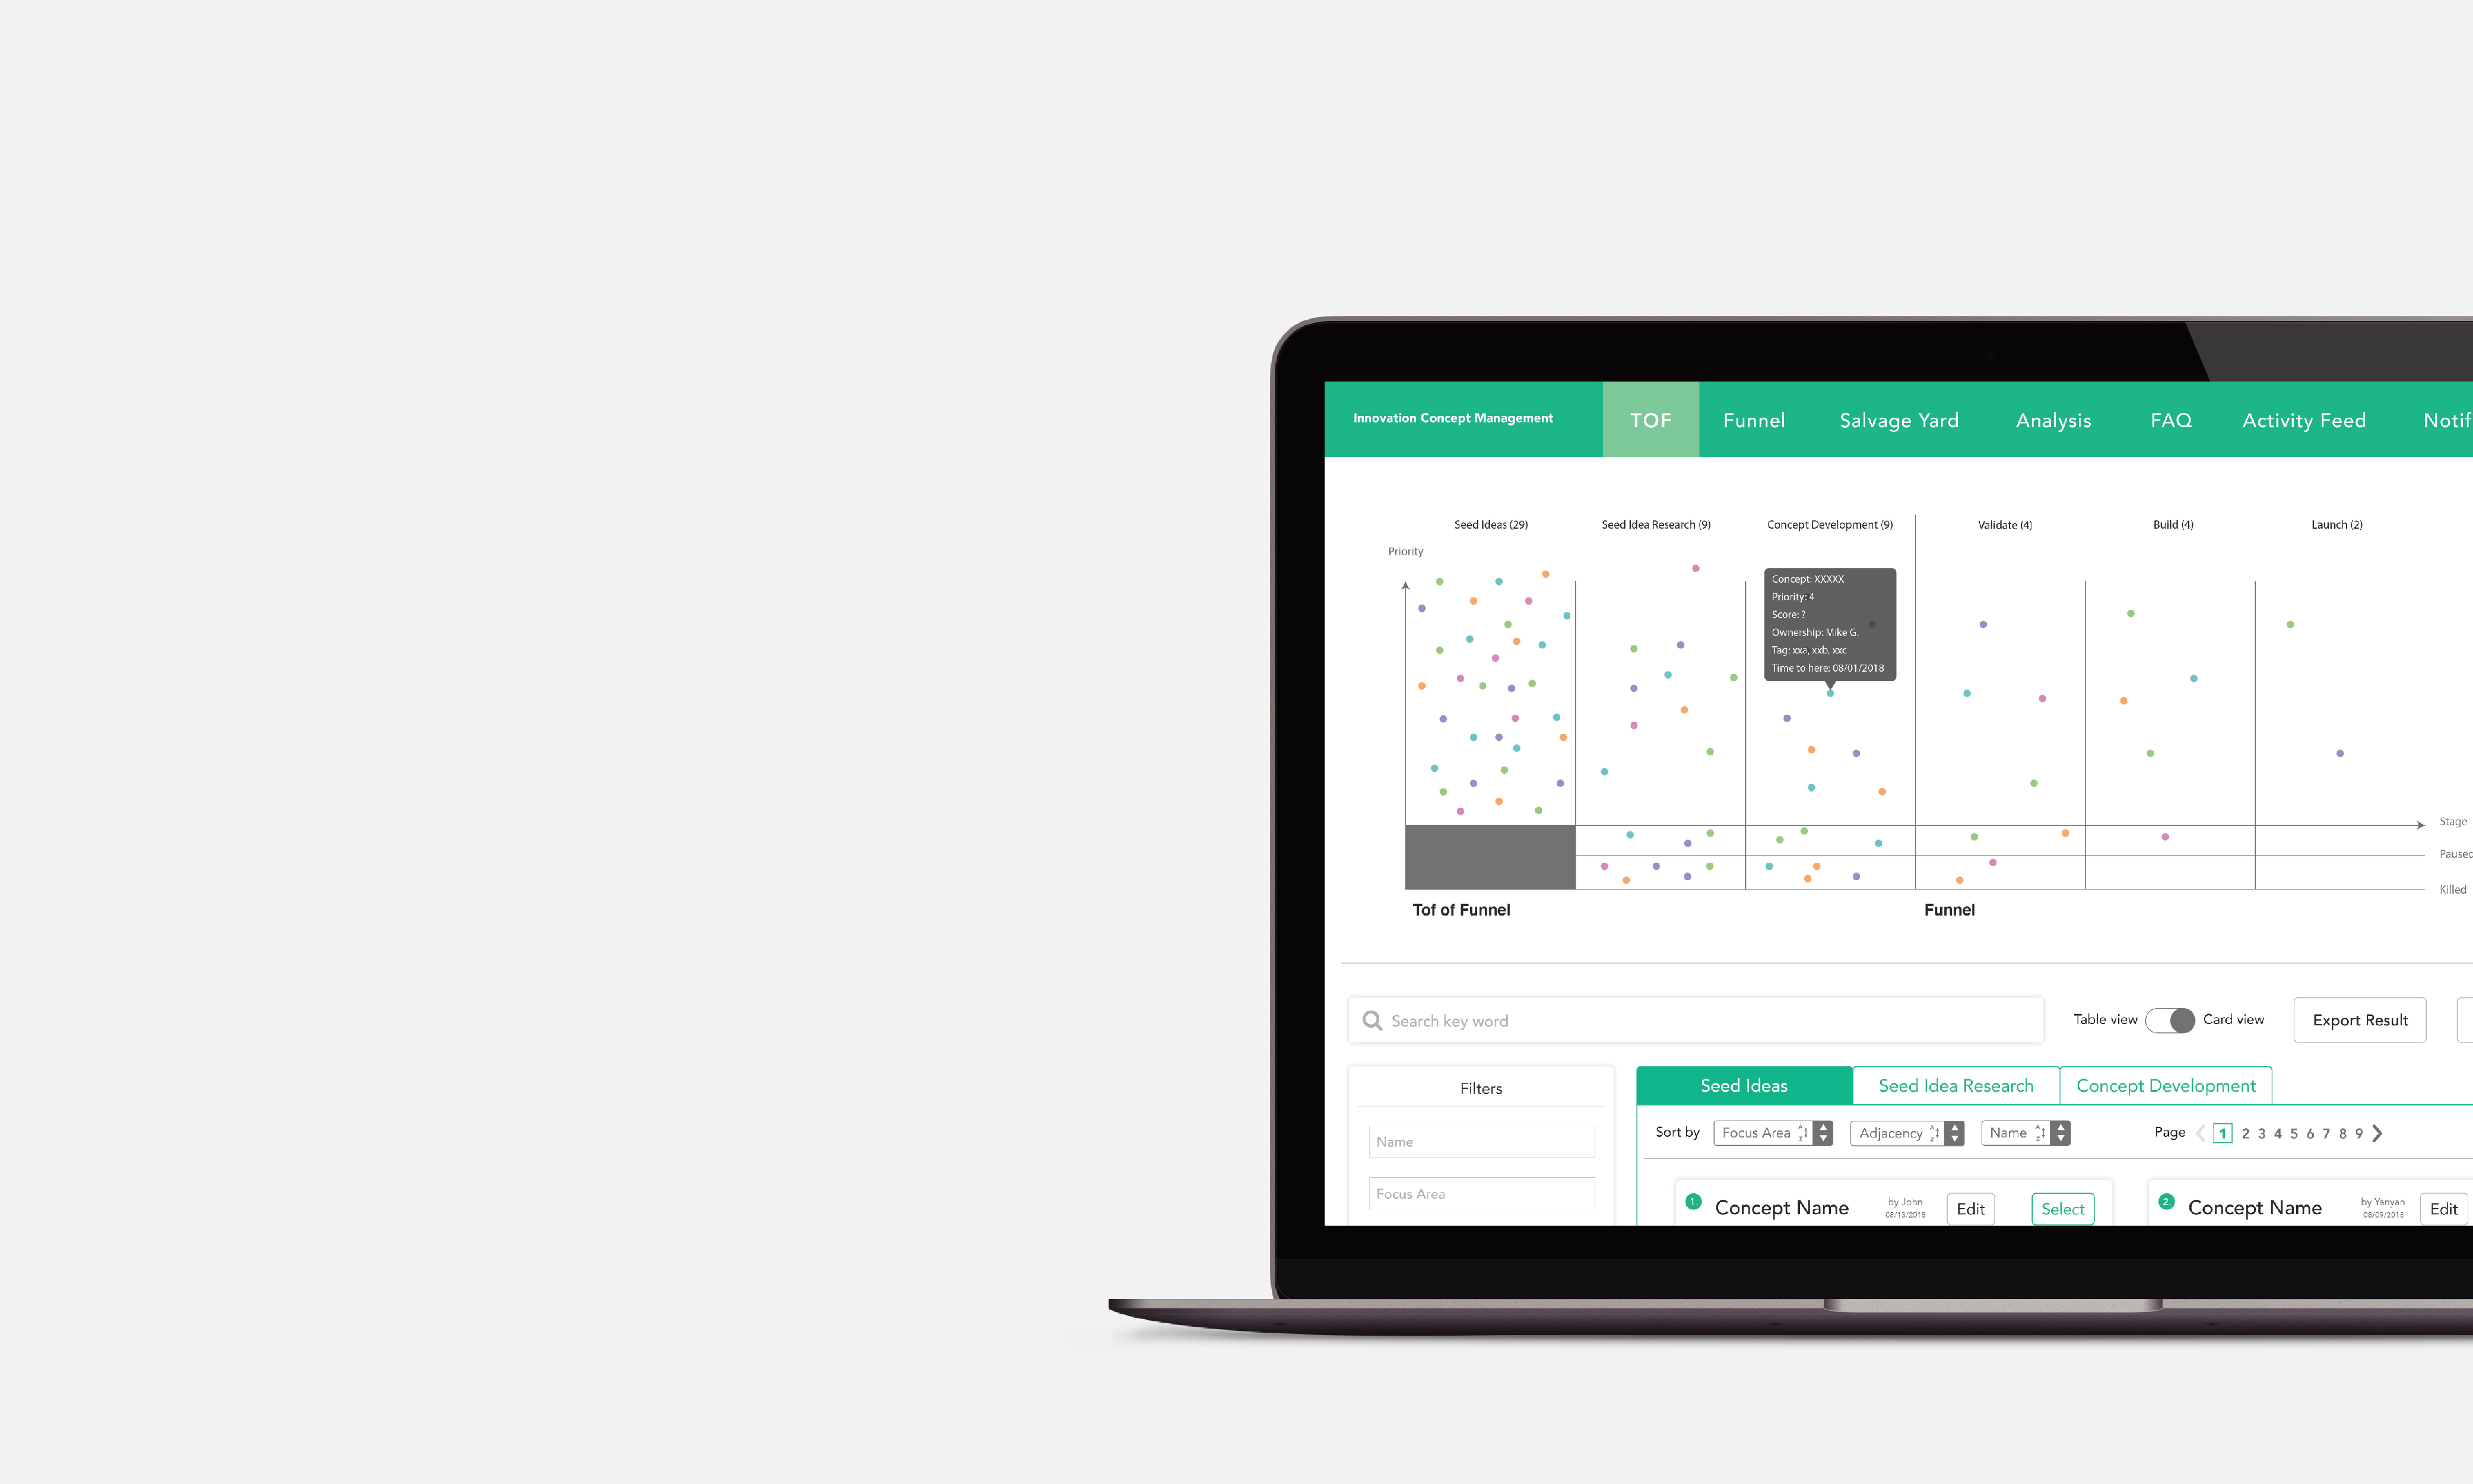 Innovation Concept Management TOF Funnel Salvage Yard Analysis FAQ Activity Feed Notif
Seed Ideas (29) Seed Idea Research (9) Concept Development (9) Validate (4) Build (4) Launch (2)
Priority
Concept: XXXXX
Priority: 4
Score: ?
Ownership: Mike G.
Tag: xxa, xxb, xxc
Time to here: 08/01/2018
Stage
Paused
Killed
Tof of Funnel Funnel
Search key word Table view Card view Export Result
Filters Seed Ideas Seed Idea Research Concept Development
Name Sort by Focus Area Adjacency Name Page 1 2 3 4 5 6 7 8 9
Focus Area
1 Concept Name by John Edit Select 2 Concept Name by Yanyan Edit
08/13/2018 08/09/2018